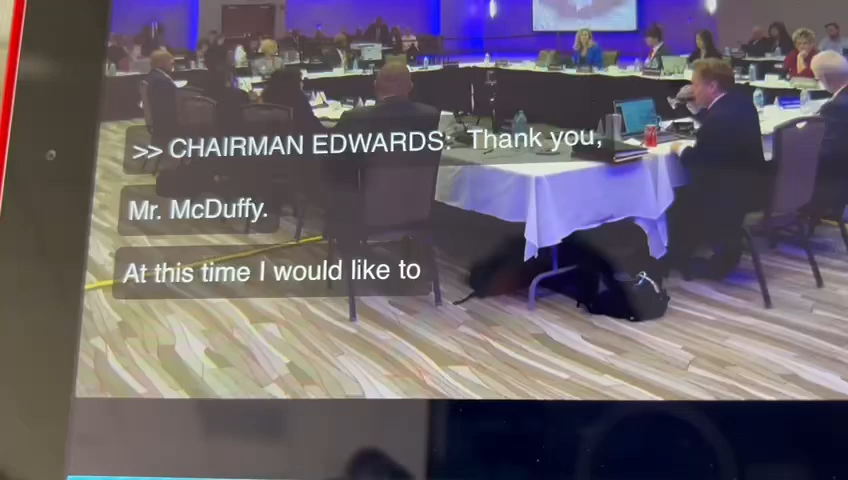 >> CHAIRMAN EDWARDS: Thank you,
Mr. McDuffy.
At this time I would like to